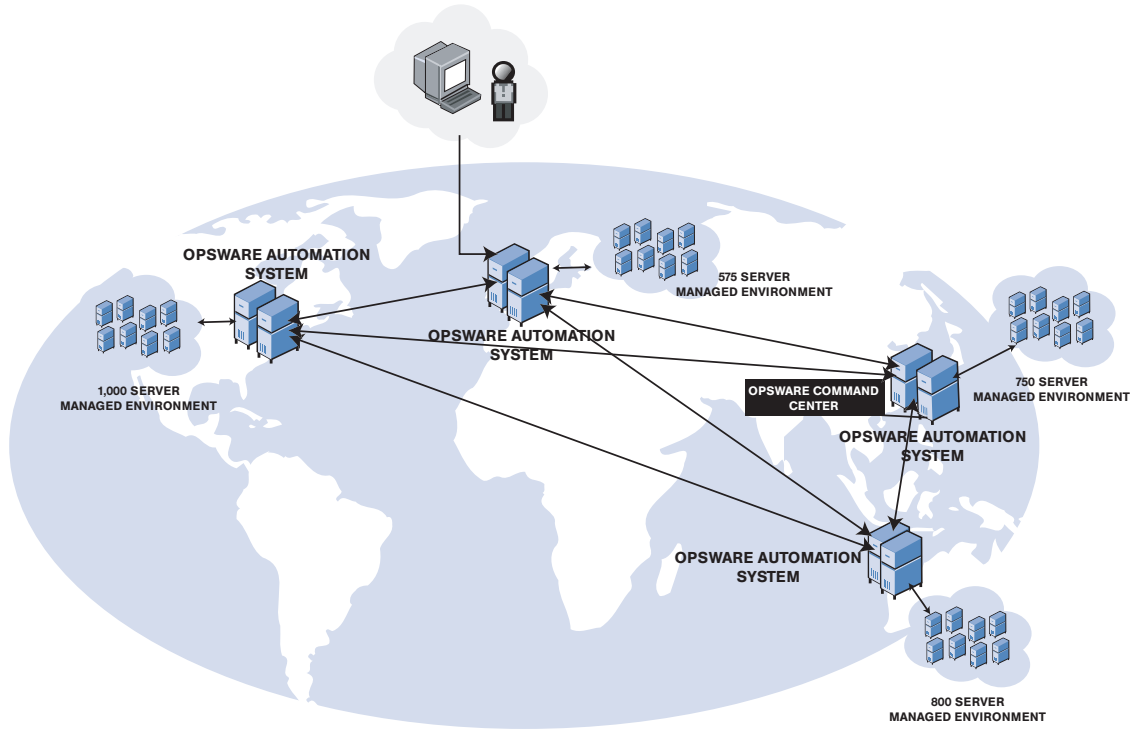 OPSWARE AUTOMATION
SYSTEM
575 SERVER
MANAGED ENVIRONMENT
OPSWARE AUTOMATION
SYSTEM
1,000 SERVER
MANAGED ENVIRONMENT
OPSWARE COMMAND
CENTER
750 SERVER
MANAGED ENVIRONMENT
OPSWARE AUTOMATION
SYSTEM
OPSWARE AUTOMATION
SYSTEM
800 SERVER
MANAGED ENVIRONMENT